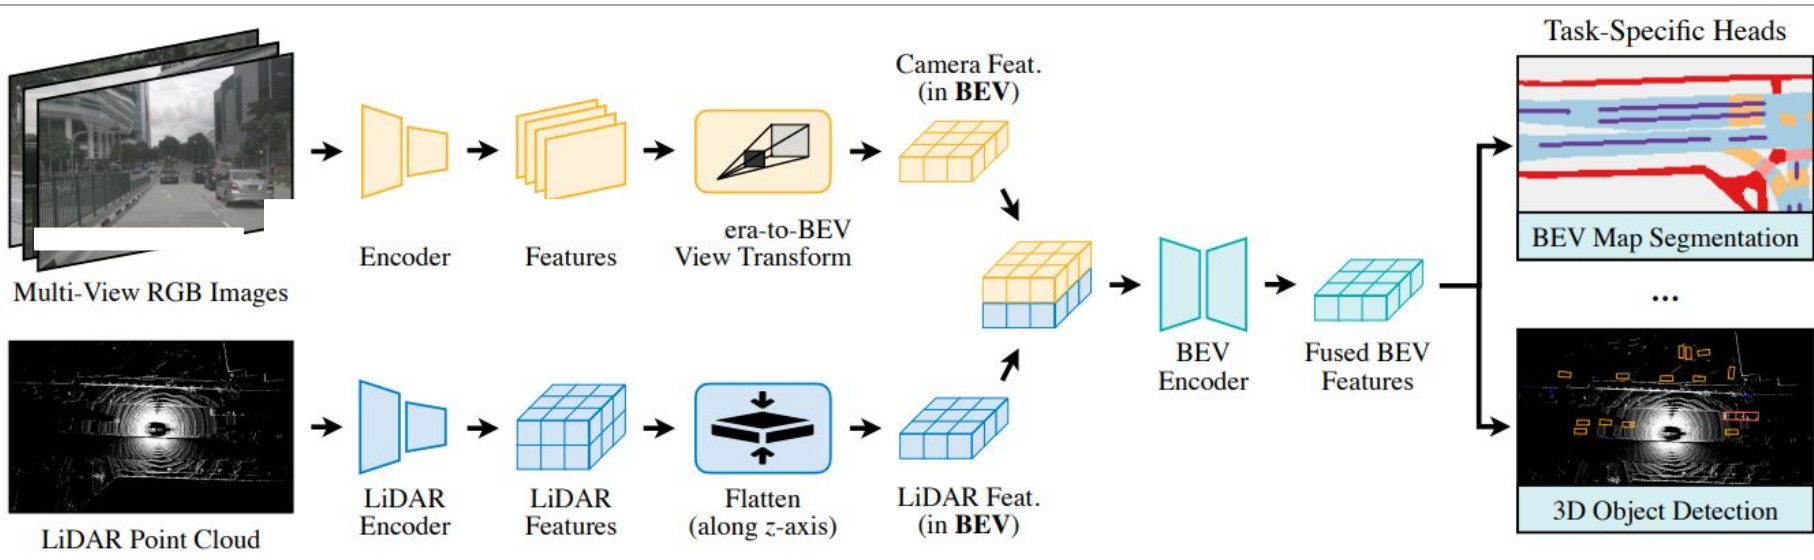 Task-Specific Heads
Camera Feat.
(in BEV)
Encoder
Features
era-to-BEV
View Transform
BEV Map Segmentation
Multi-View RGB Images
...
BEV
Encoder
Fused BEV
Features
LiDAR
Encoder
LiDAR
Features
Flatten
(along z-axis)
LiDAR Feat.
(in BEV)
3D Object Detection
LiDAR Point Cloud